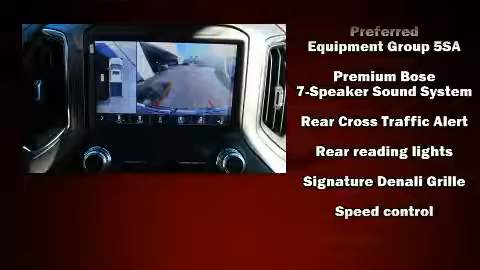 Preferred
Equipment Group 5SA
Premium Bose
7-Speaker Sound System
Rear Cross Traffic Alert
Rear reading lights
Signature Denali Grille
Speed control